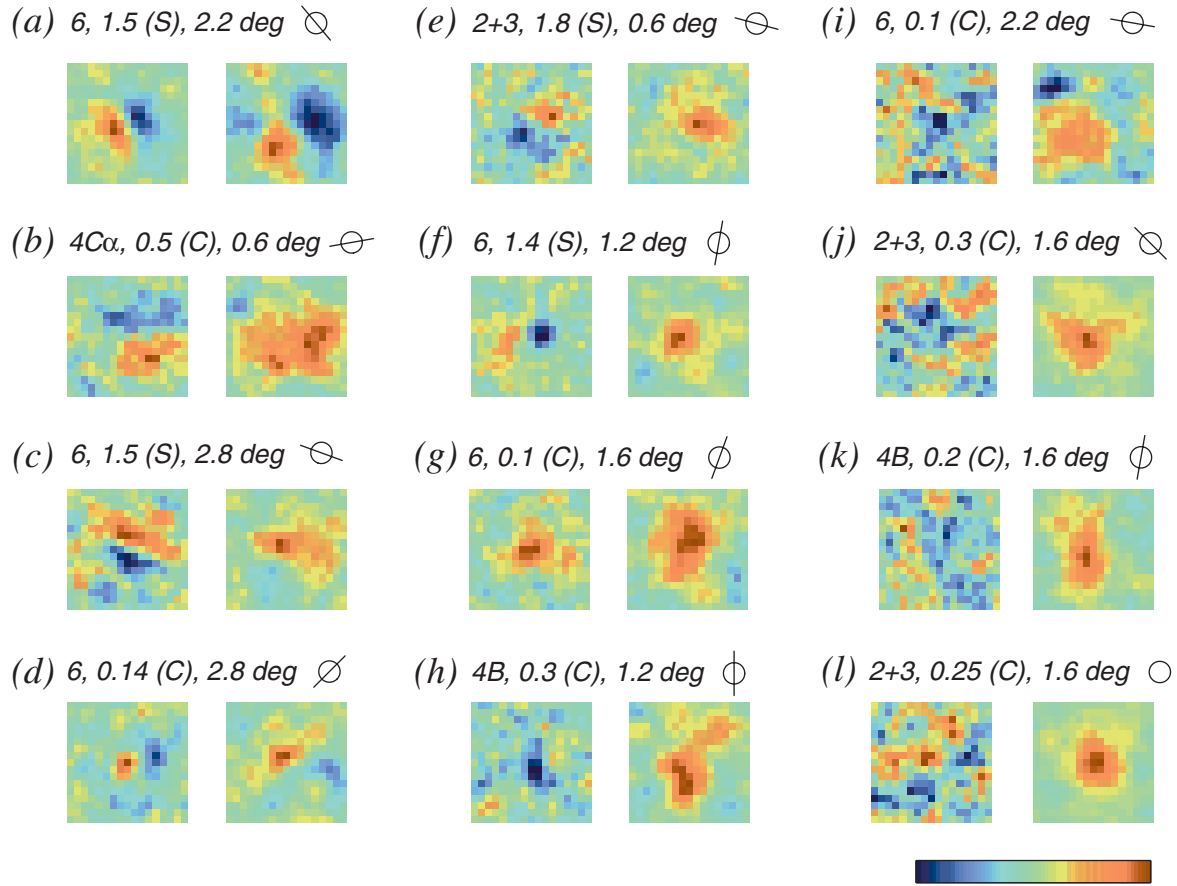 (a) 6, 1.5 (S), 2.2 deg
(e) 2+3, 1.8 (S), 0.6 deg
(i) 6, 0.1 (C), 2.2 deg
(b) 4Cα, 0.5 (C), 0.6 deg
(f) 6, 1.4 (S), 1.2 deg
(j) 2+3, 0.3 (C), 1.6 deg
(c) 6, 1.5 (S), 2.8 deg
(g) 6, 0.1 (C), 1.6 deg
(k) 4B, 0.2 (C), 1.6 deg
(d) 6, 0.14 (C), 2.8 deg
(h) 4B, 0.3 (C), 1.2 deg
(l) 2+3, 0.25 (C), 1.6 deg